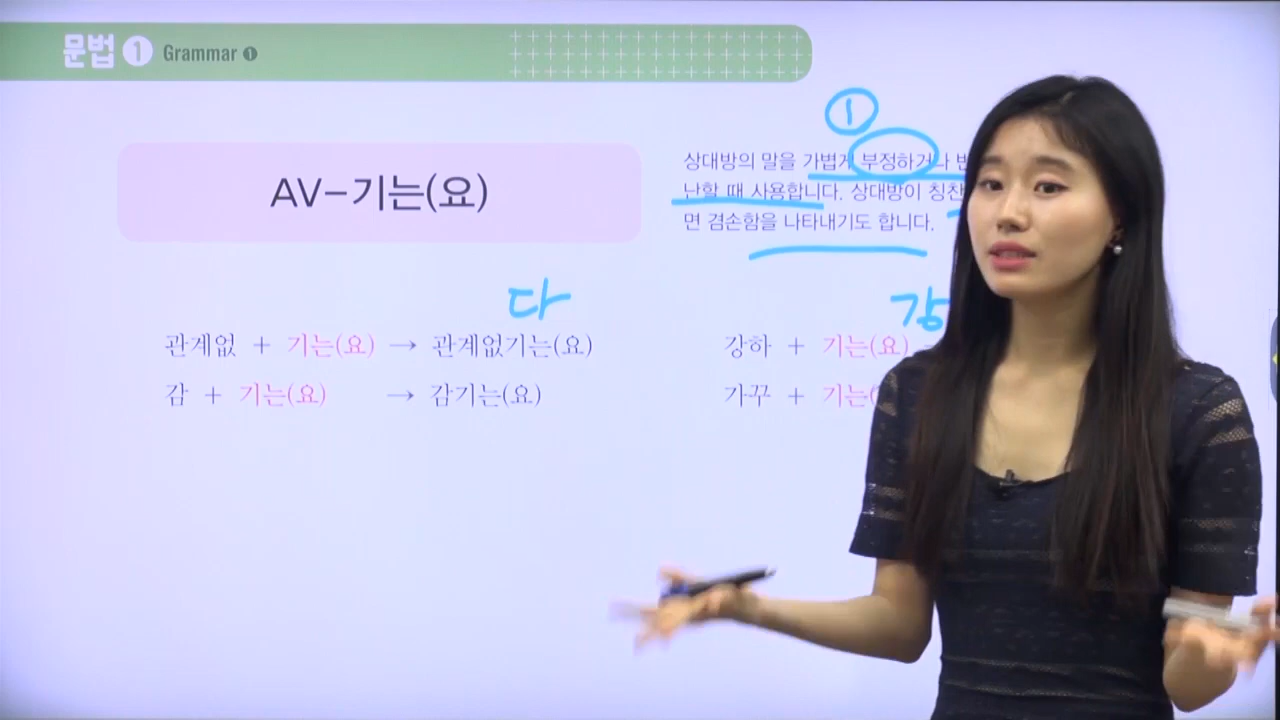 문법 1 Grammar 1
AV-기는(요)
①
상대방의 말을 가볍게 부정하거나
난할 때 사용합니다. 상대방이 칭찬
면 겸손함을 나타내기도 합니다.
다
강
관계없 + 기는(요) → 관계없기는(요)
감 + 기는(요) → 감기는(요)
강하 + 기는(요)
가꾸 + 기는(